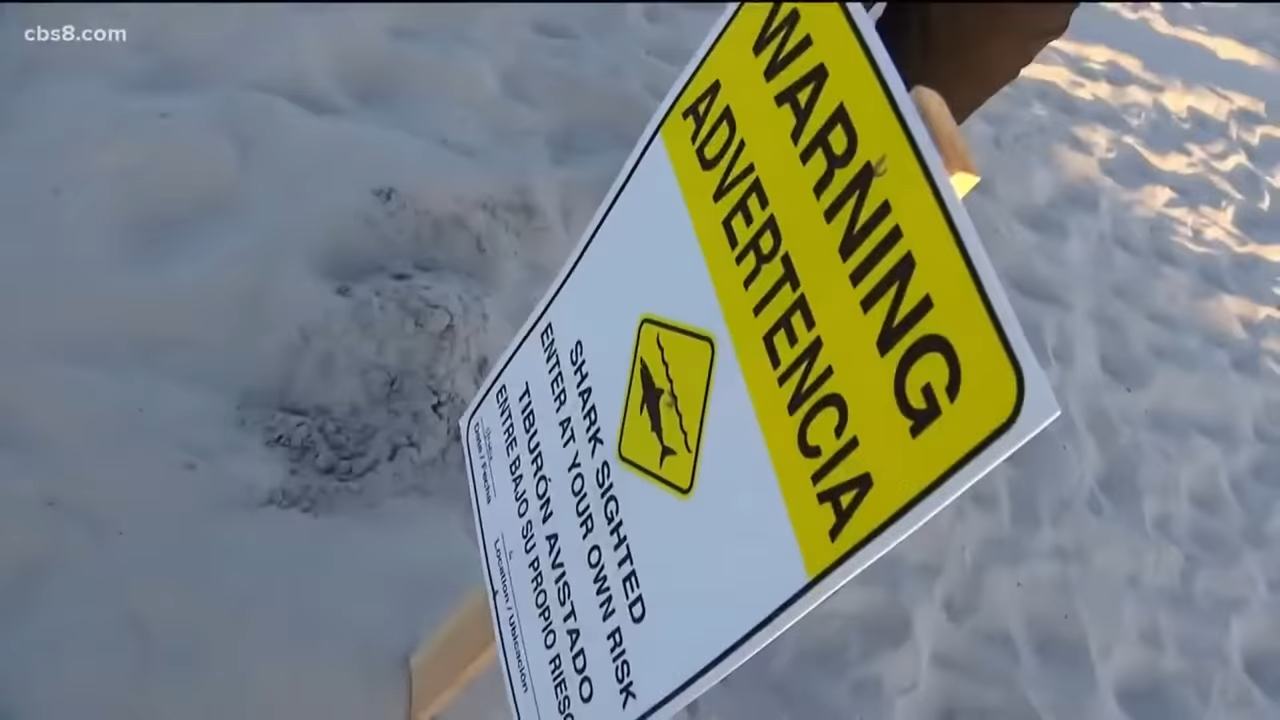 cbs8.com
WARNING
ADVERTENCIA
SHARK SIGHTED
ENTER AT YOUR OWN RISK
TIBURÓN AVISTADO
ENTRE BAJO SU PROPIO RIESG
Date / Fecha
Location / Ubicación